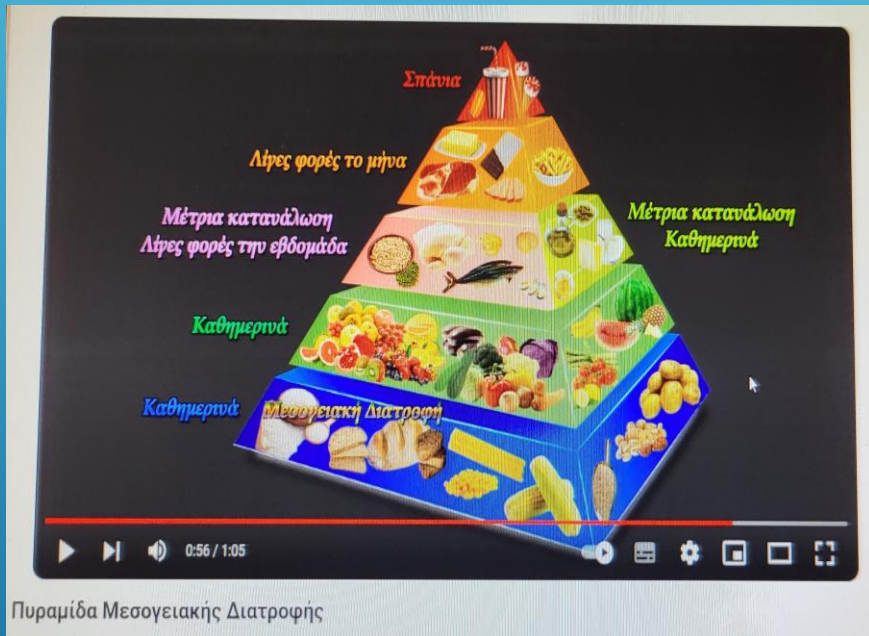 Σπάνια
Λίγες φορές το μήνα
Μέτρια κατανάλωση
Λίγες φορές την εβδομάδα
Μέτρια κατανάλωση
Καθημερινά
Καθημερινά
Καθημερινά
Μεσογειακή Διατροφή
0:56 / 1:05
Πυραμίδα Μεσογειακής Διατροφής